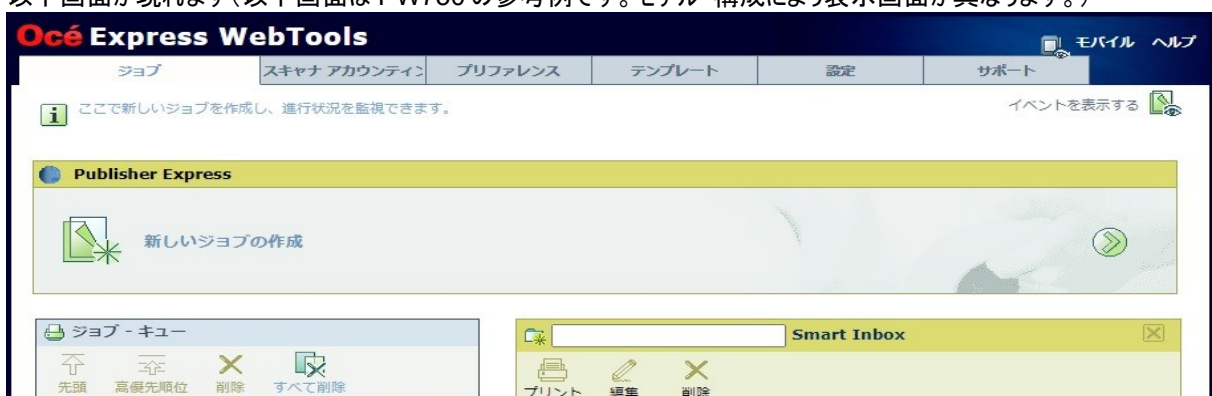 以下画面が現れます（以下画面はPW750の参考例です。モデル・構成により表示画面が異なります。）
Océ Express WebTools
モバイル ヘルプ
ジョブ スキャナ アカウンティン プリファレンス テンプレート 設定 サポート
ここで新しいジョブを作成し、進行状況を監視できます。
イベントを表示する
Publisher Express
新しいジョブの作成
ジョブ - キュー
Smart Inbox
先頭 高優先順位 削除 すべて削除
プリント 編集 削除